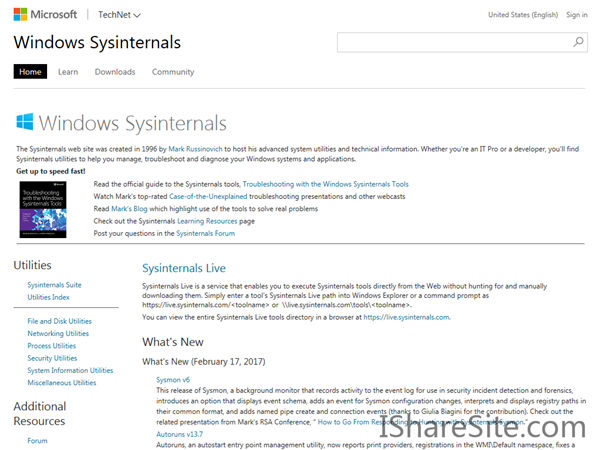 Microsoft
TechNet
United States (English) Sign in
Windows Sysinternals
Home Learn Downloads Community
Windows Sysinternals
The Sysinternals web site was created in 1996 by Mark Russinovich to host his advanced system utilities and technical information. Whether you're an IT Pro or a developer, you'll find
Sysinternals utilities to help you manage, troubleshoot and diagnose your Windows systems and applications.
Get up to speed fast!
Troubleshooting with the Windows Sysinternals Tools
Read the official guide to the Sysinternals tools, Troubleshooting with the Windows Sysinternals Tools
Watch Mark's top-rated Case-of-the-Unexplained troubleshooting presentations and other webcasts
Read Mark's Blog which highlight use of the tools to solve real problems
Check out the Sysinternals Learning Resources page
Post your questions in the Sysinternals Forum
Utilities
Sysinternals Suite
Utilities Index
File and Disk Utilities
Networking Utilities
Process Utilities
Security Utilities
System Information Utilities
Miscellaneous Utilities
Additional
Resources
Forum
Sysinternals Live
Sysinternals Live is a service that enables you to execute Sysinternals tools directly from the Web without hunting for and manually
downloading them. Simply enter a tool's Sysinternals Live path into Windows Explorer or a command prompt as
https://live.sysinternals.com/<toolname> or \\live.sysinternals.com\tools\<toolname>.
You can view the entire Sysinternals Live tools directory in a browser at https://live.sysinternals.com.
What's New
What's New (February 17, 2017)
Sysmon v6
This release of Sysmon, a background monitor that records activity to the event log for use in security incident detection and forensics,
introduces an option that displays event schema, adds an event for Sysmon configuration changes, interprets and displays registry paths in
their common format, and adds named pipe create and connection events (thanks to Giulia Biagini for the contribution). Check out the
related presentation from Mark's RSA Conference, " How to Go From Responding to Hunting with Sysinternals Sysmon."
Autoruns v13.7
Autoruns, an autostart entry point management utility, now reports print providers, registrations in the WMI\Default namespace, fixes a
IShareSite.com